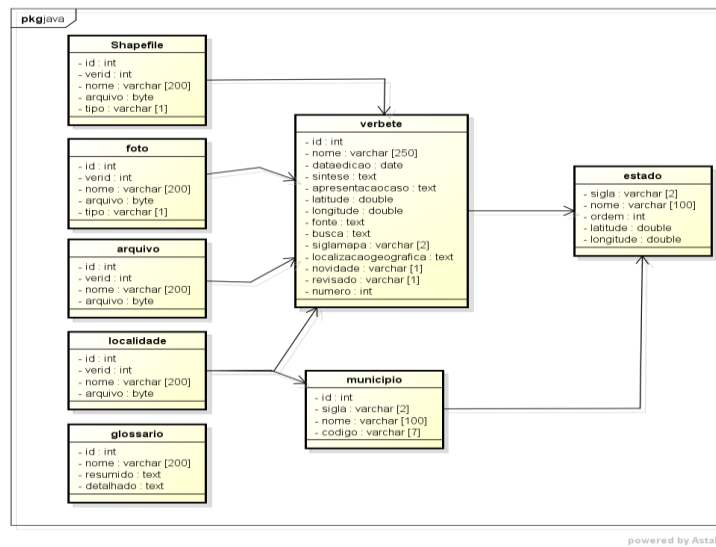 pkg java
Shapefile
- id : int
- verid : int
- nome : varchar [200]
- arquivo : byte
- tipo : varchar [1]
foto
- id : int
- verid : int
- nome : varchar [200]
- arquivo : byte
- tipo : varchar [1]
arquivo
- id : int
- verid : int
- nome : varchar [200]
- arquivo : byte
localidade
- id : int
- verid : int
- nome : varchar [200]
- arquivo : byte
glossario
- id : int
- nome : varchar [200]
- resumido : text
- detalhado : text
verbete
- id : int
- nome : varchar [250]
- dataedicao : date
- sintese : text
- apresentacaocaso : text
- latitude : double
- longitude : double
- fonte : text
- busca : text
- siglamapa : varchar [2]
- localizacaogeografica : text
- novidade : varchar [1]
- revisado : varchar [1]
- numero : int
municipio
- id : int
- sigla : varchar [2]
- nome : varchar [100]
- codigo : varchar [7]
estado
- sigla : varchar [2]
- nome : varchar [100]
- ordem : int
- latitude : double
- longitude : double
powered by Asta